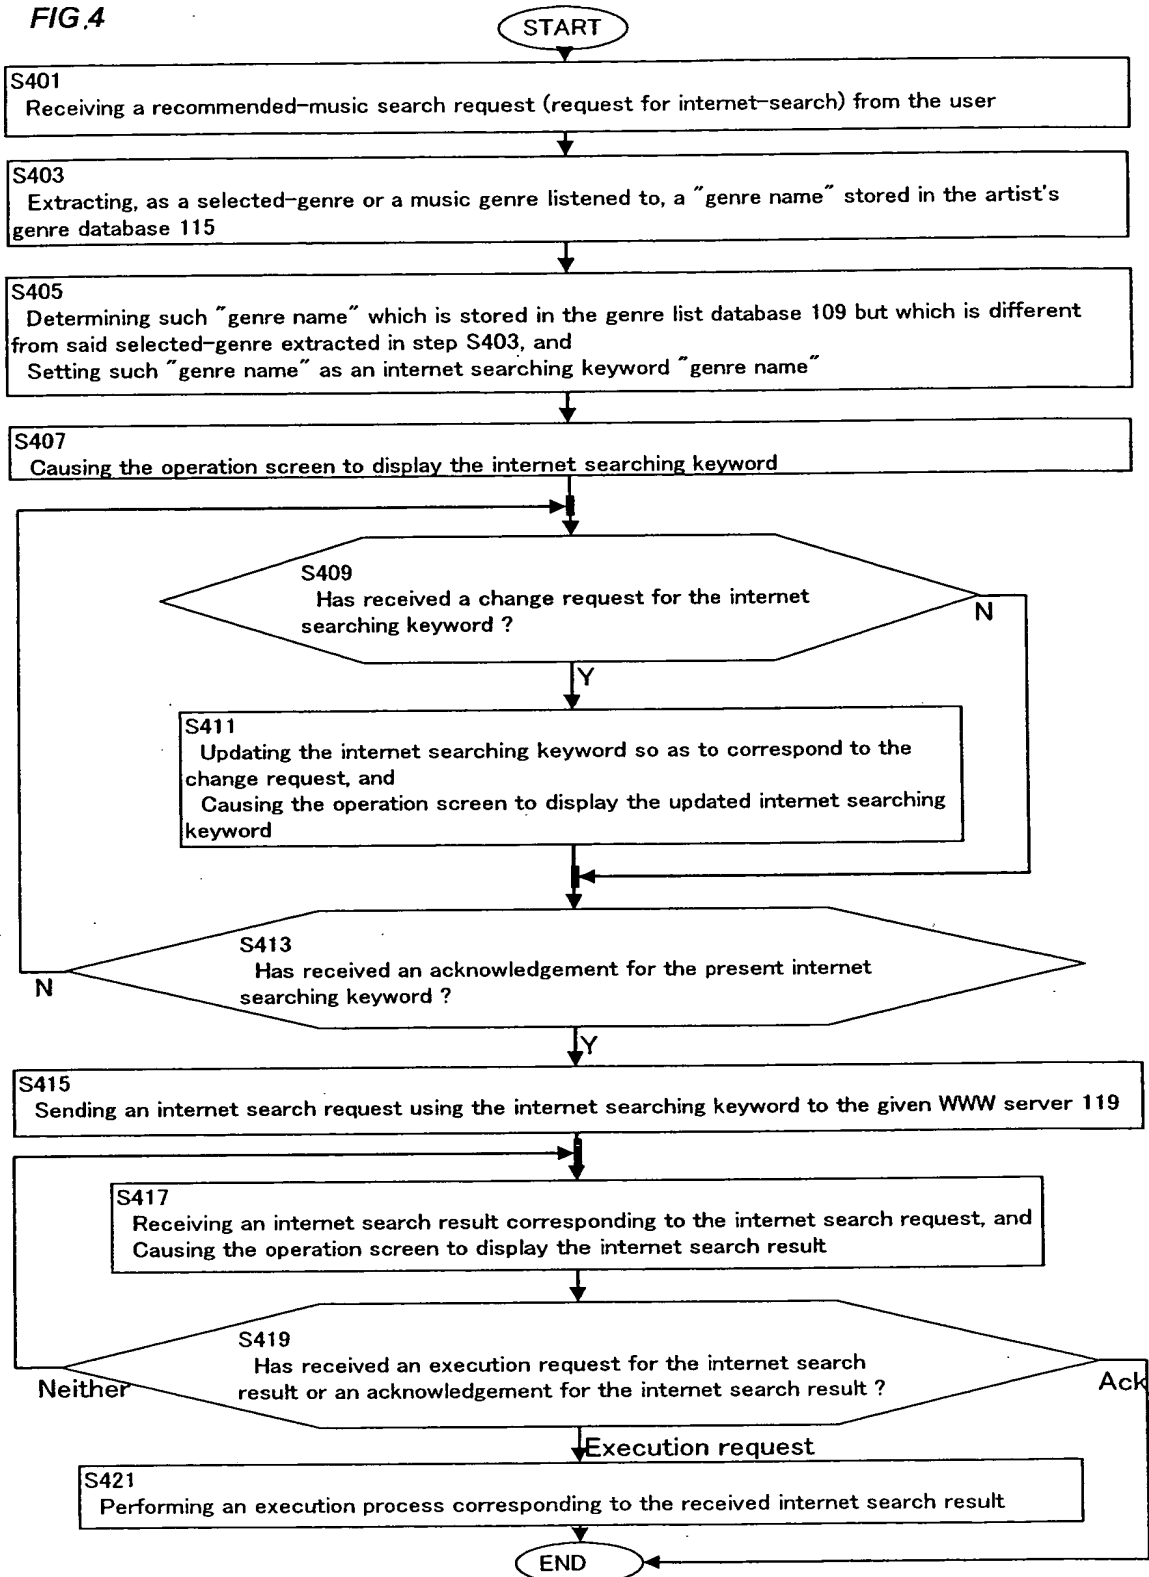 FIG.4
START
S401
Receiving a recommended-music search request (request for internet-search) from the user
S403
Extracting, as a selected-genre or a music genre listened to, a "genre name" stored in the artist's
genre database 115
S405
Determining such "genre name" which is stored in the genre list database 109 but which is different
from said selected-genre extracted in step S403, and
Setting such "genre name" as an internet searching keyword "genre name"
S407
Causing the operation screen to display the internet searching keyword
S409
Has received a change request for the internet
searching keyword ?
N
Y
S411
Updating the internet searching keyword so as to correspond to the
change request, and
Causing the operation screen to display the updated internet searching
keyword
S413
Has received an acknowledgement for the present internet
searching keyword ?
N
Y
S415
Sending an internet search request using the internet searching keyword to the given WWW server 119
S417
Receiving an internet search result corresponding to the internet search request, and
Causing the operation screen to display the internet search result
S419
Has received an execution request for the internet search
result or an acknowledgement for the internet search result ?
Neither
Ack
Execution request
S421
Performing an execution process corresponding to the received internet search result
END